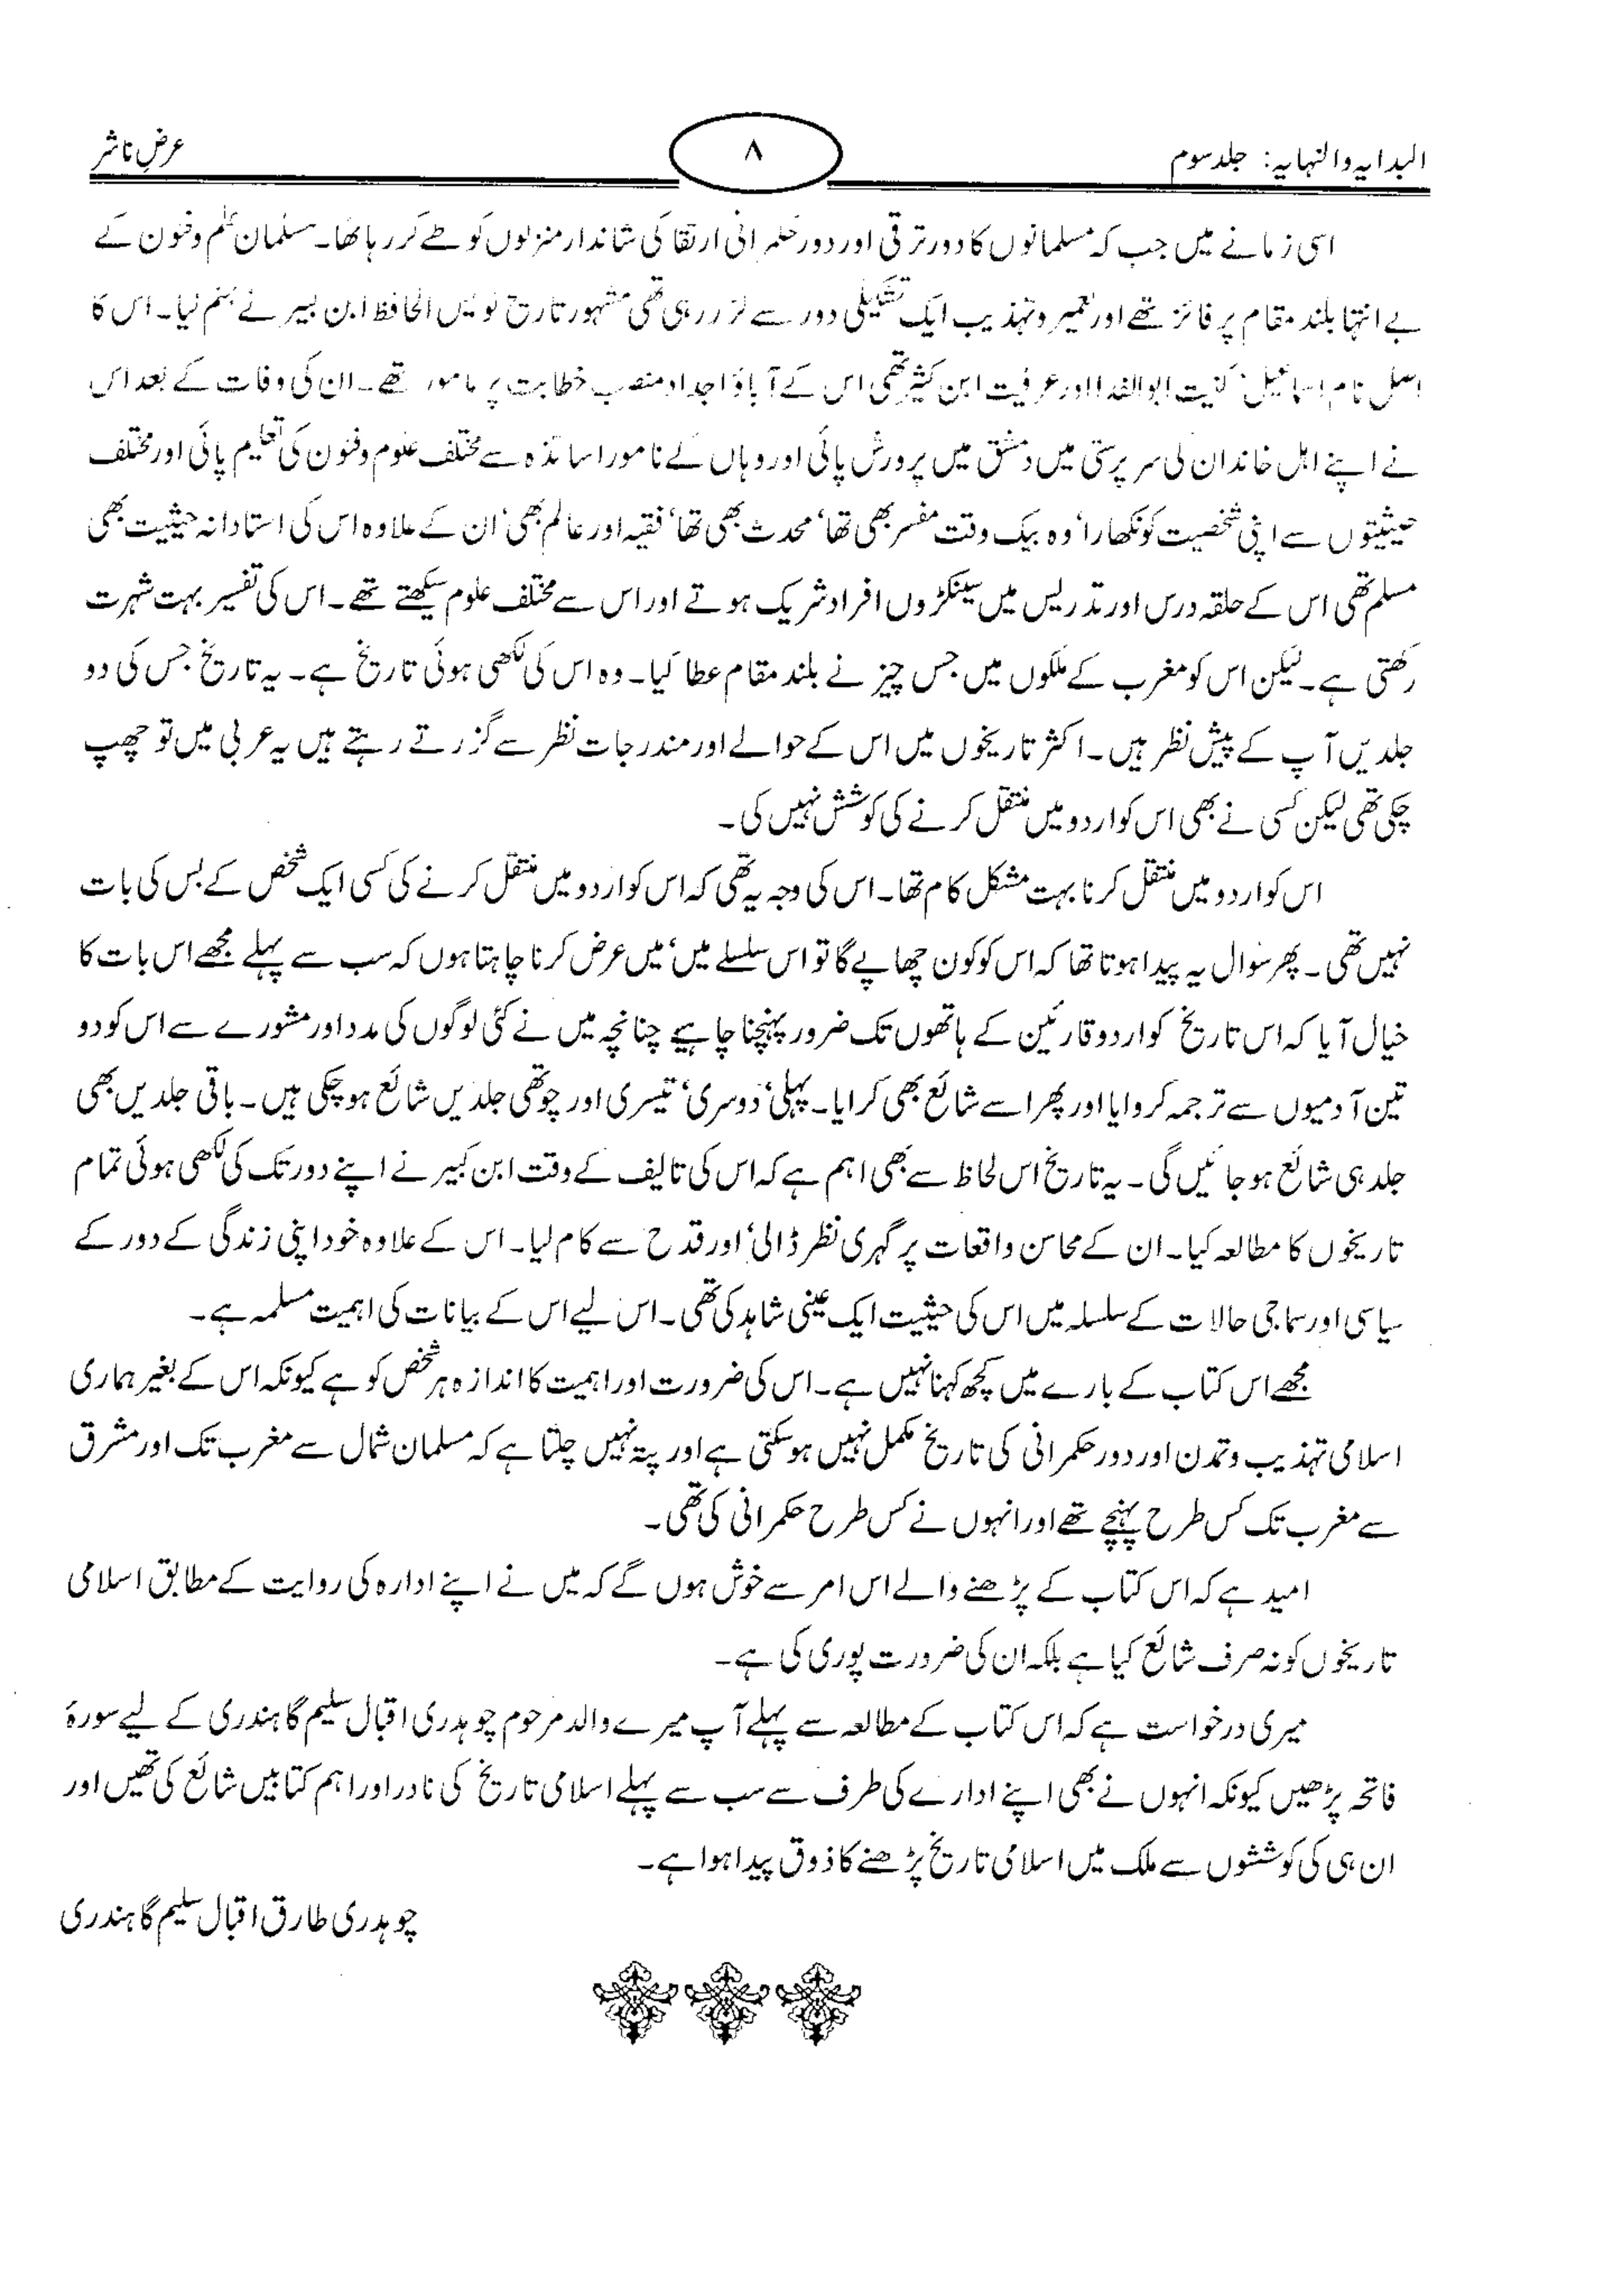 البدایہ والنہایہ: جلد سوم
۸
عرضِ ناشر
اسی زمانے میں جب کہ مسلمانوں کا دور ترقی اور دور حکمرانی ارتقا کی شاندار منزلوں کو طے کر رہا تھا۔ مسلمان علم و فنون کے
بے انتہا بلند مقام پر فائز تھے اور تعمیر و تہذیب ایک تشکیلی دور سے گزر رہی تھی مشہور تاریخ نویس الحافظ ابن کبیر نے جنم لیا۔ اس کا
اصل نام اسماعیل' کنیت ابوالفدا اور عرفیت ابن کثیر تھی اس کے آباؤ اجداد منصب خطابت پر مامور تھے۔ ان کی وفات کے بعد اس
نے اپنے اہل خاندان کی سرپرستی میں دمشق میں پرورش پائی اور وہاں کے نامور اساتذہ سے مختلف علوم و فنون کی تعلیم پائی اور مختلف
حیثیتوں سے اپنی شخصیت کو نکھارا' وہ بیک وقت مفسر بھی تھا' محدث بھی تھا' فقیہ اور عالم بھی' ان کے علاوہ اس کی استادانہ حیثیت بھی
مسلم تھی اس کے حلقہ درس اور تدریس میں سینکڑوں افراد شریک ہوتے اور اس سے مختلف علوم سیکھتے تھے۔ اس کی تفسیر بہت شہرت
رکھتی ہے۔ لیکن اس کو مغرب کے ملکوں میں جس چیز نے بلند مقام عطا کیا۔ وہ اس کی لکھی ہوئی تاریخ ہے۔ یہ تاریخ جس کی دو
جلدیں آپ کے پیش نظر ہیں۔ اکثر تاریخوں میں اس کے حوالے اور مندرجات نظر سے گزرتے رہتے ہیں یہ عربی میں تو چھپ
چکی تھی لیکن کسی نے بھی اس کو اردو میں منتقل کرنے کی کوشش نہیں کی۔
اس کو اردو میں منتقل کرنا بہت مشکل کام تھا۔ اس کی وجہ یہ تھی کہ اس کو اردو میں منتقل کرنے کی کسی ایک شخص کے بس کی بات
نہیں تھی۔ پھر سوال یہ پیدا ہوتا تھا کہ اس کو کون چھاپے گا تو اس سلسلے میں' میں عرض کرنا چاہتا ہوں کہ سب سے پہلے مجھے اس بات کا
خیال آیا کہ اس تاریخ کو اردو قارئین کے ہاتھوں تک ضرور پہنچنا چاہیے چنانچہ میں نے کئی لوگوں کی مدد اور مشورے سے اس کو دو
تین آدمیوں سے ترجمہ کروایا اور پھر اسے شائع بھی کرایا۔ پہلی' دوسری' تیسری اور چوتھی جلدیں شائع ہو چکی ہیں۔ باقی جلدیں بھی
جلد ہی شائع ہو جائیں گی۔ یہ تاریخ اس لحاظ سے بھی اہم ہے کہ اس کی تالیف کے وقت ابن کبیر نے اپنے دور تک کی لکھی ہوئی تمام
تاریخوں کا مطالعہ کیا۔ ان کے محاسن واقعات پر گہری نظر ڈالی' اور قدح سے کام لیا۔ اس کے علاوہ خود اپنی زندگی کے دور کے
سیاسی اور سماجی حالات کے سلسلہ میں اس کی حیثیت ایک عینی شاہد کی تھی۔ اس لیے اس کے بیانات کی اہمیت مسلمہ ہے۔
مجھے اس کتاب کے بارے میں کچھ کہنا نہیں ہے۔ اس کی ضرورت اور اہمیت کا اندازہ ہر شخص کو ہے کیونکہ اس کے بغیر ہماری
اسلامی تہذیب و تمدن اور دور حکمرانی کی تاریخ مکمل نہیں ہو سکتی ہے اور پتہ نہیں چلتا ہے کہ مسلمان شمال سے مغرب تک اور مشرق
سے مغرب تک کس طرح پہنچے تھے اور انہوں نے کس طرح حکمرانی کی تھی۔
امید ہے کہ اس کتاب کے پڑھنے والے اس امر سے خوش ہوں گے کہ میں نے اپنے ادارہ کی روایت کے مطابق اسلامی
تاریخوں کو نہ صرف شائع کیا ہے بلکہ ان کی ضرورت پوری کی ہے۔
میری درخواست ہے کہ اس کتاب کے مطالعہ سے پہلے آپ میرے والد مرحوم چوہدری اقبال سلیم گاہندری کے لیے سورۂ
فاتحہ پڑھیں کیونکہ انہوں نے بھی اپنے ادارے کی طرف سے سب سے پہلے اسلامی تاریخ کی نادر اور اہم کتابیں شائع کی تھیں اور
ان ہی کی کوششوں سے ملک میں اسلامی تاریخ پڑھنے کا ذوق پیدا ہوا ہے۔
چوہدری طارق اقبال سلیم گاہندری